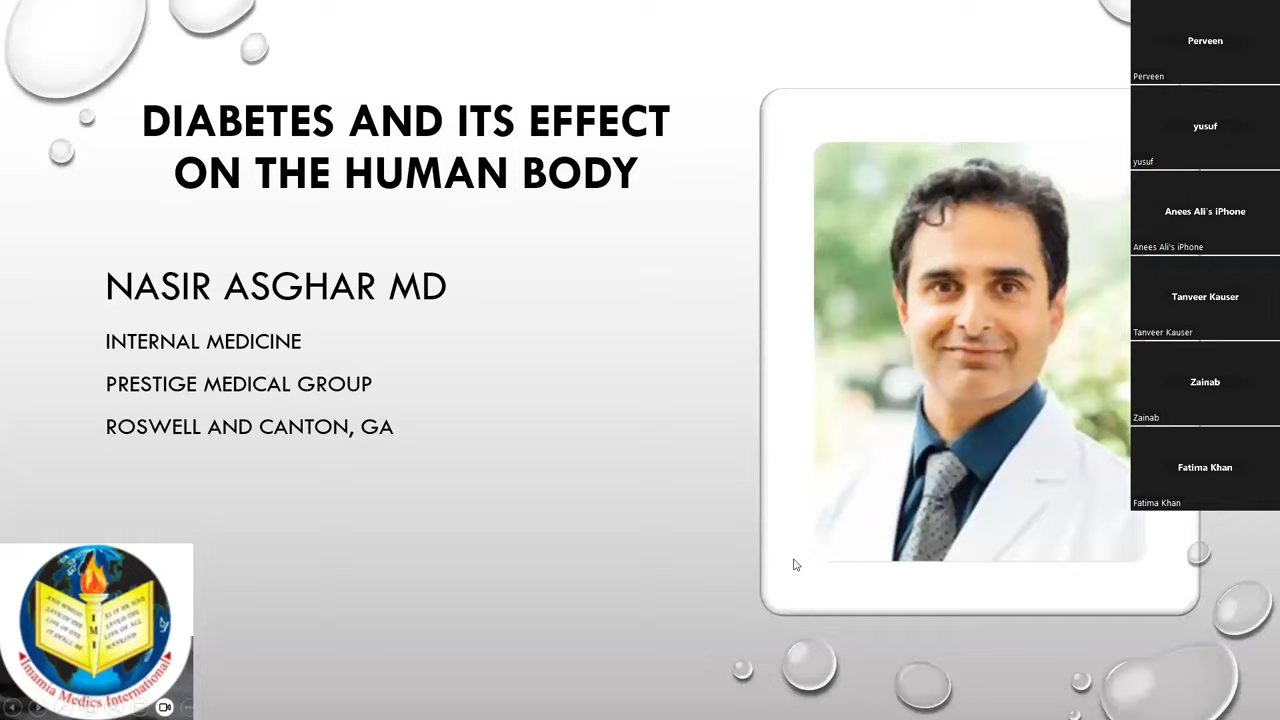 DIABETES AND ITS EFFECT
ON THE HUMAN BODY
NASIR ASGHAR MD
INTERNAL MEDICINE
PRESTIGE MEDICAL GROUP
ROSWELL AND CANTON, GA
Perveen
Perveen
yusuf
yusuf
Anees Ali's iPhone
Anees Ali's iPhone
Tanveer Kauser
Tanveer Kauser
Zainab
Zainab
Fatima Khan
Fatima Khan
I
M
I
Imamia Medics International